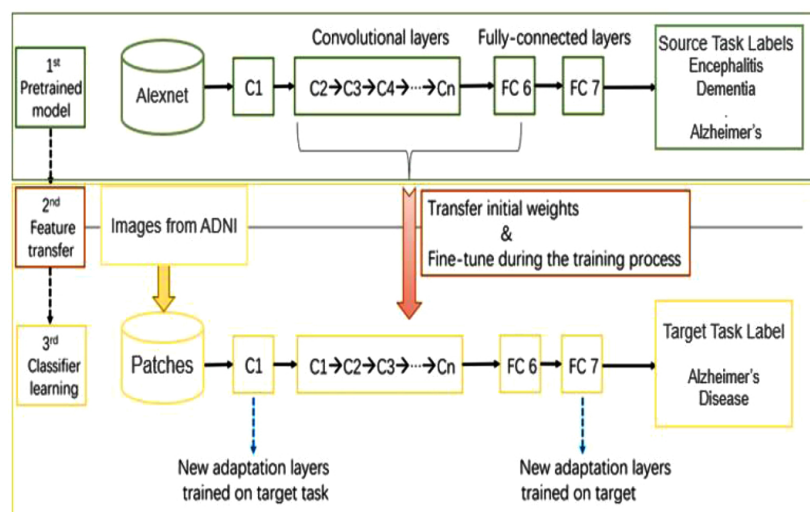 1st
Pretrained
model
Alexnet
C1
Convolutional layers
C2→C3→C4→···→Cn
Fully-connected layers
FC 6
FC 7
Source Task Labels
Encephalitis
Dementia
.
Alzheimer's
2nd
Feature
transfer
Images from ADNI
Transfer initial weights
&
Fine-tune during the training process
3rd
Classifier
learning
Patches
C1
C1→C2→C3→···→Cn
FC 6
FC 7
Target Task Label
Alzheimer's
Disease
New adaptation layers
trained on target task
New adaptation layers
trained on target